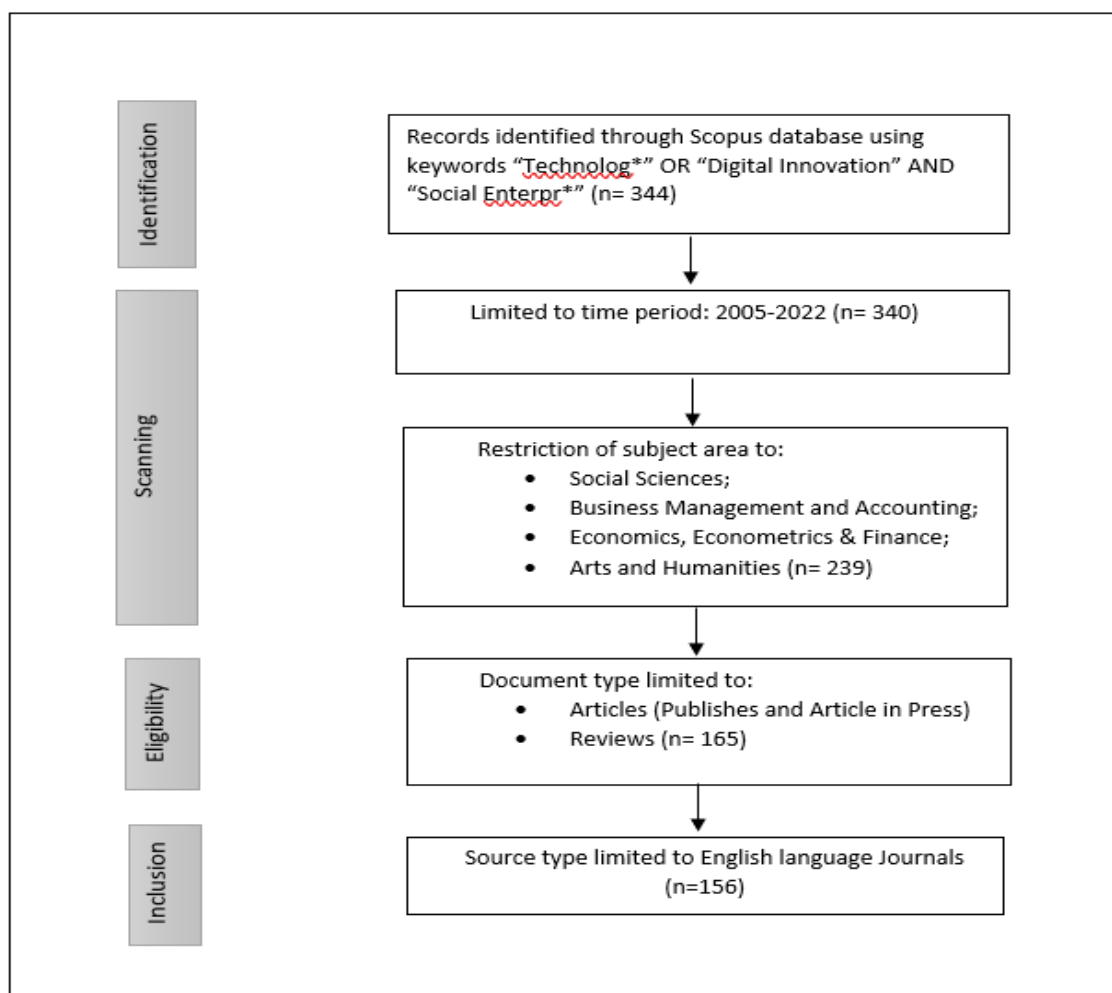 Identification
Records identified through Scopus database using
keywords “Technolog*” OR “Digital Innovation” AND
“Social Enterpr*” (n= 344)
Scanning
Limited to time period: 2005-2022 (n= 340)
Restriction of subject area to:
• Social Sciences;
• Business Management and Accounting;
• Economics, Econometrics & Finance;
• Arts and Humanities (n= 239)
Eligibility
Document type limited to:
• Articles (Publishes and Article in Press)
• Reviews (n= 165)
Inclusion
Source type limited to English language Journals
(n=156)